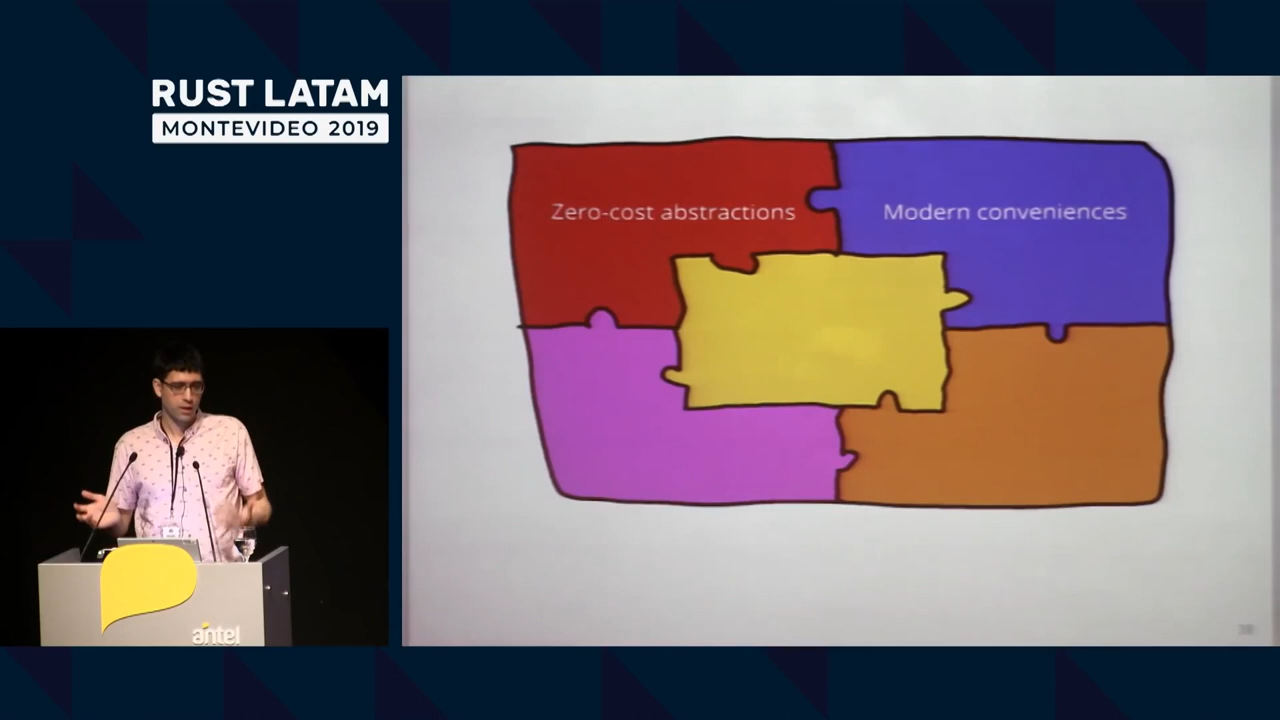 RUST LATAM
MONTEVIDEO 2019
Zero-cost abstractions
Modern conveniences
antel